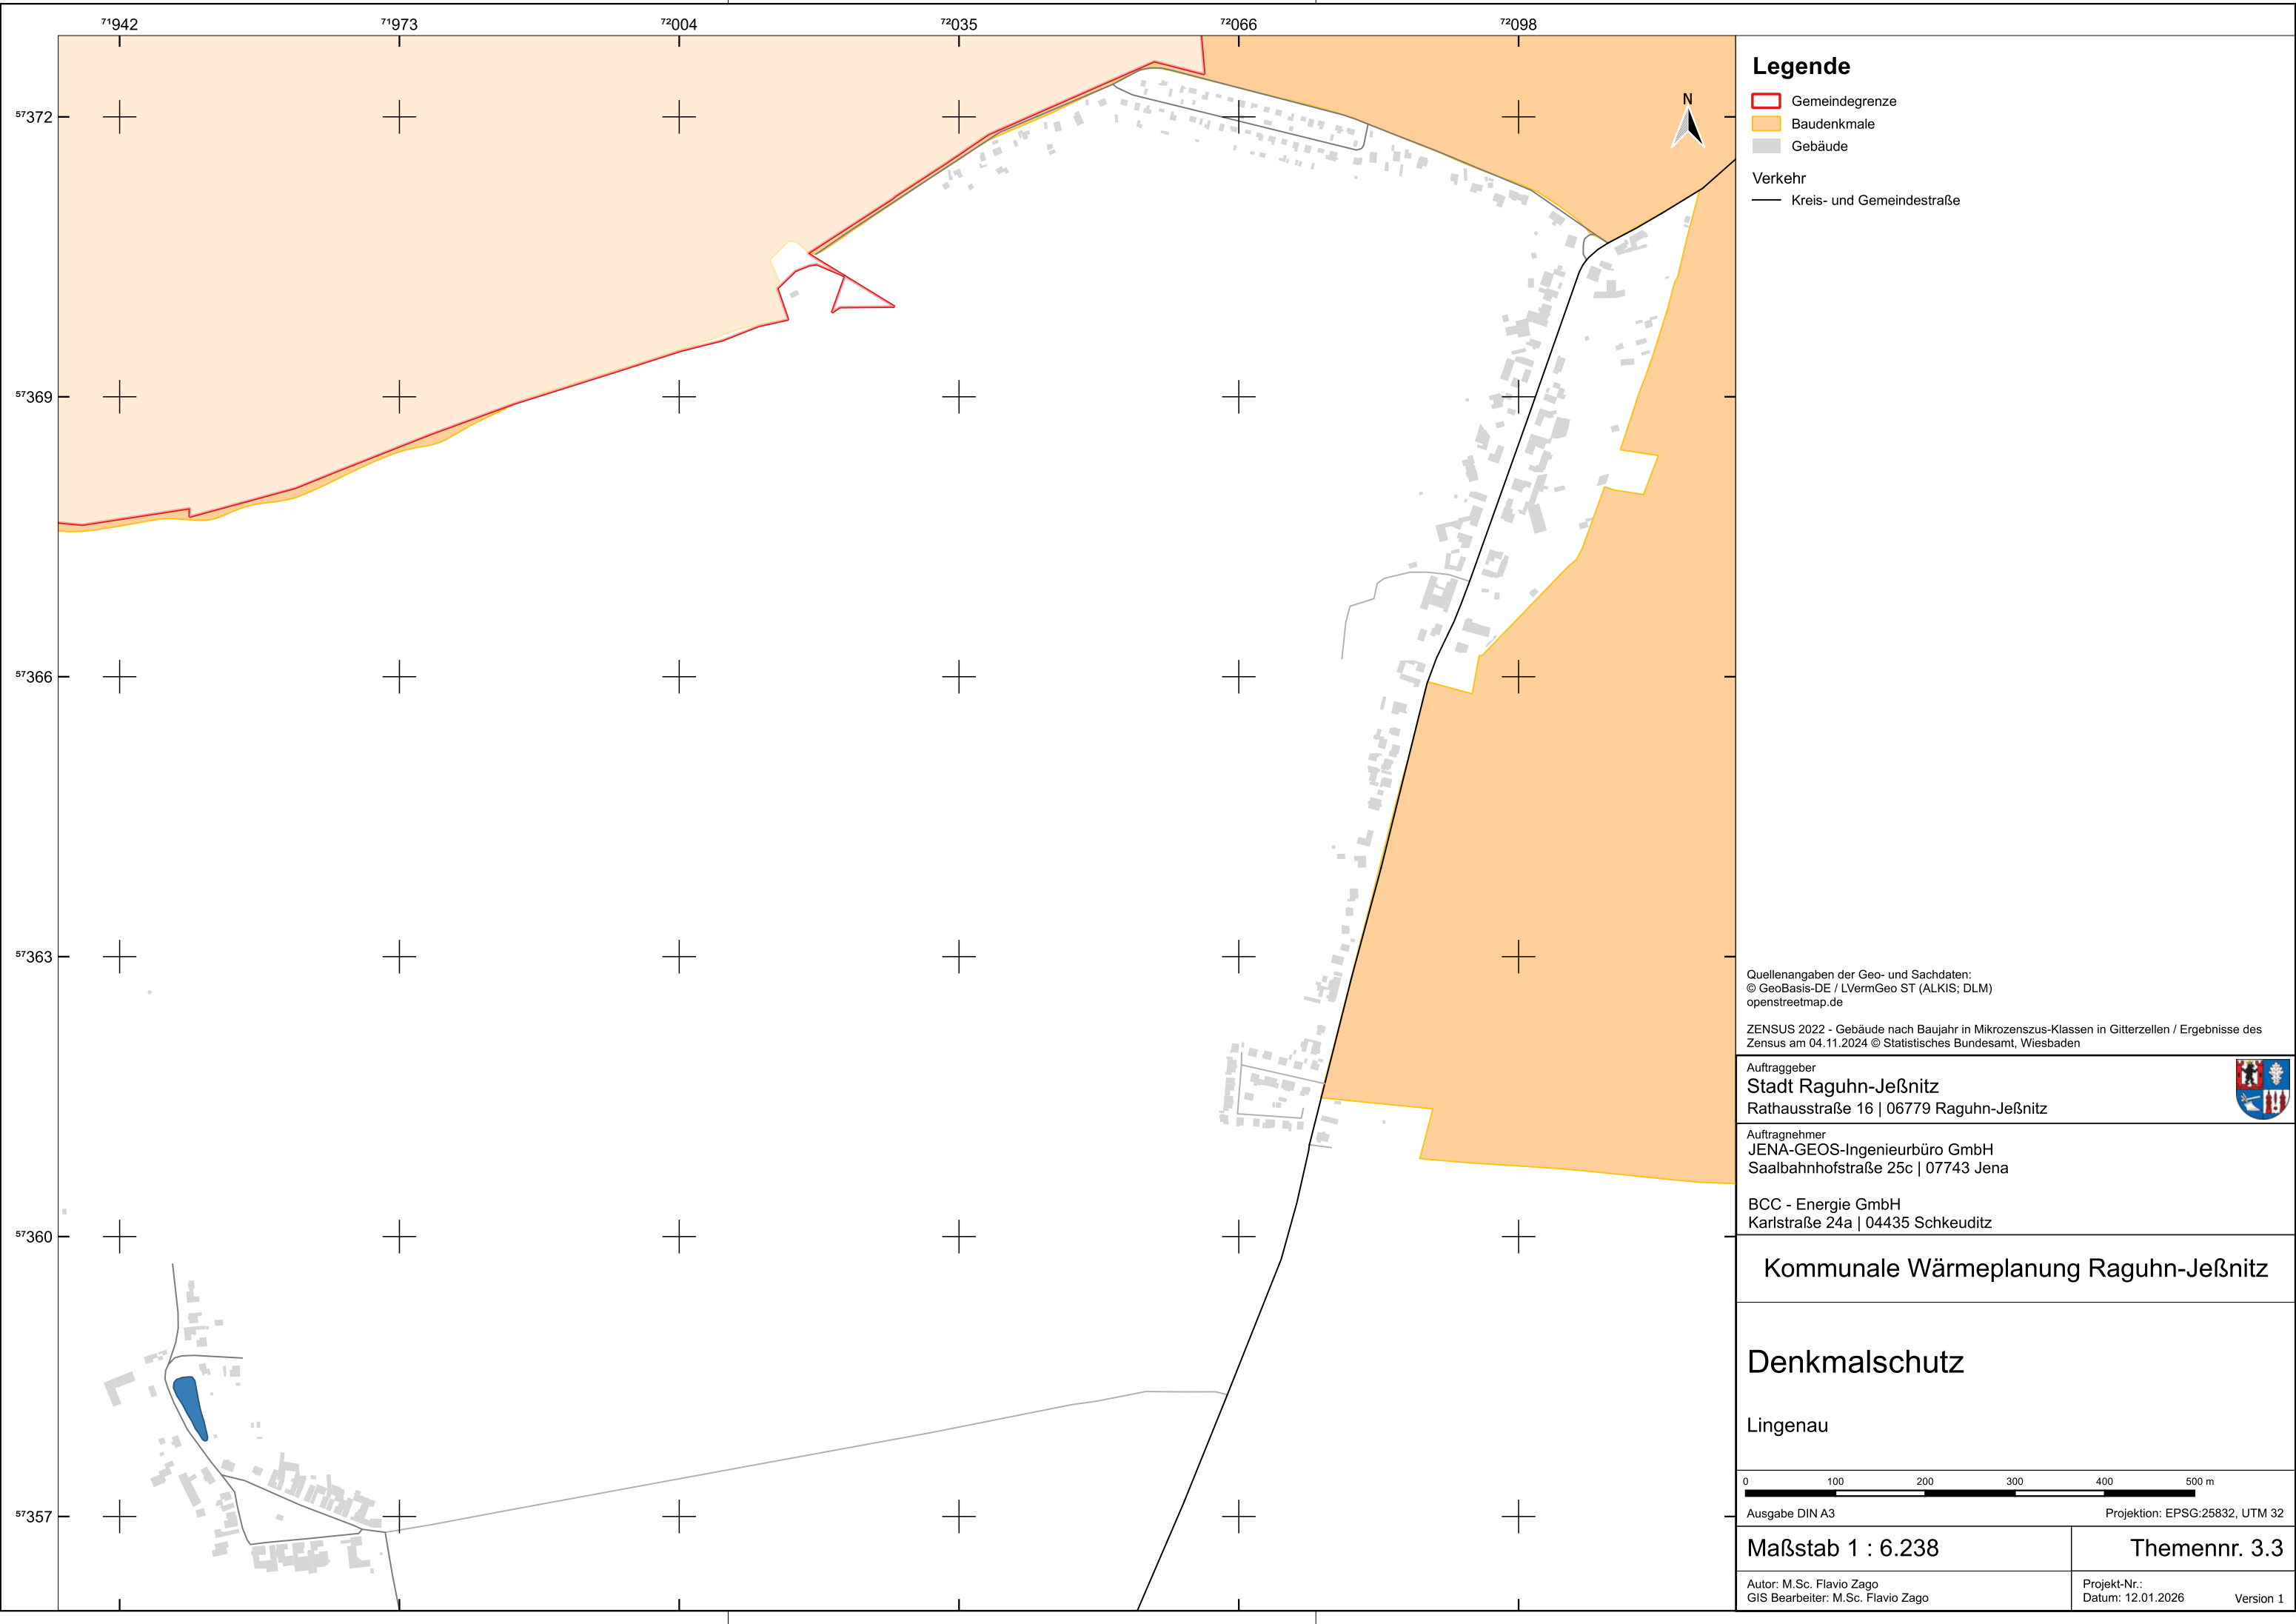 71942 71973 72004 72035 72066 72098
57372
57369
57366
57363
57360
57357
N
Legende
Gemeindegrenze
Baudenkmale
Gebäude
Verkehr
Kreis- und Gemeindestraße
Quellenangaben der Geo- und Sachdaten:
© GeoBasis-DE / LVermGeo ST (ALKIS; DLM)
openstreetmap.de
ZENSUS 2022 - Gebäude nach Baujahr in Mikrozenszus-Klassen in Gitterzellen / Ergebnisse des
Zensus am 04.11.2024 © Statistisches Bundesamt, Wiesbaden
Auftraggeber
Stadt Raguhn-Jeßnitz
Rathausstraße 16 | 06779 Raguhn-Jeßnitz
Auftragnehmer
JENA-GEOS-Ingenieurbüro GmbH
Saalbahnhofstraße 25c | 07743 Jena
BCC - Energie GmbH
Karlstraße 24a | 04435 Schkeuditz
Kommunale Wärmeplanung Raguhn-Jeßnitz
Denkmalschutz
Lingenau
0 100 200 300 400 500 m
Ausgabe DIN A3 Projektion: EPSG:25832, UTM 32
Maßstab 1 : 6.238 Themennr. 3.3
Autor: M.Sc. Flavio Zago Projekt-Nr.:
GIS Bearbeiter: M.Sc. Flavio Zago Datum: 12.01.2026 Version 1